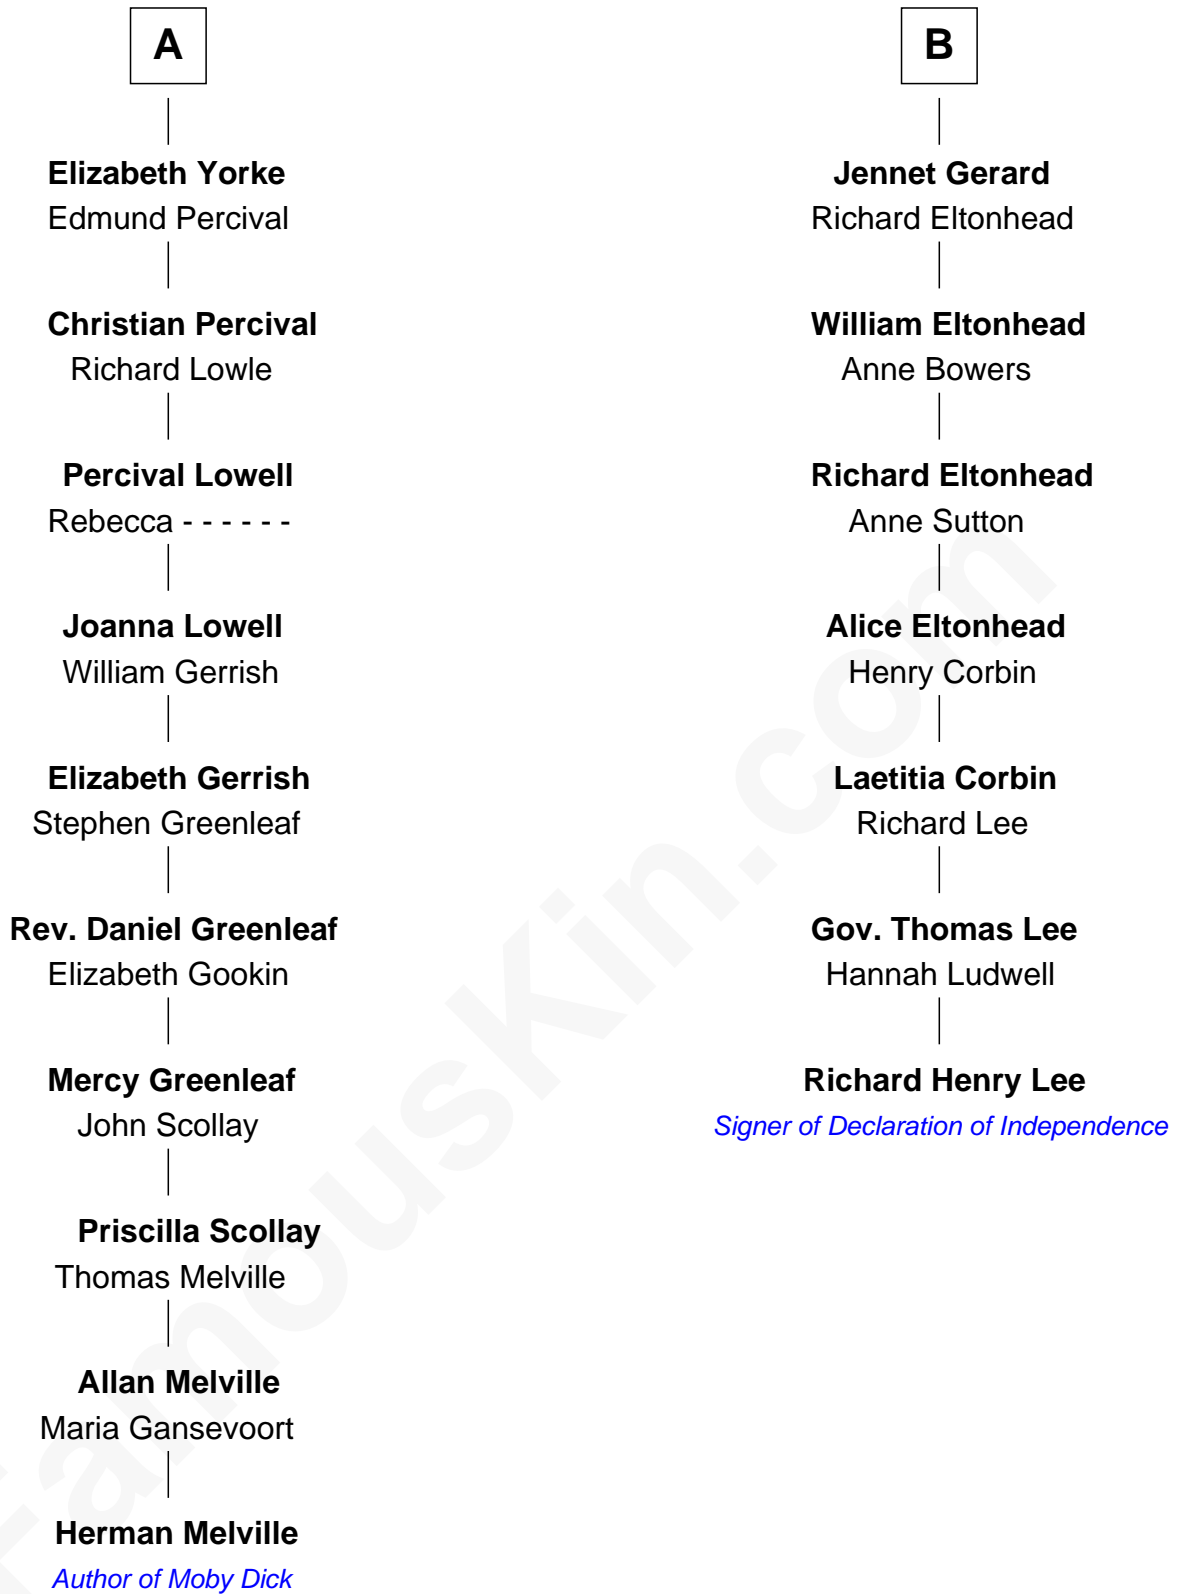 A
Elizabeth Yorke
Edmund Percival
Christian Percival
Richard Lowle
Percival Lowell
Rebecca - - - - - -
Joanna Lowell
William Gerrish
Elizabeth Gerrish
Stephen Greenleaf
Rev. Daniel Greenleaf
Elizabeth Gookin
Mercy Greenleaf
John Scollay
Priscilla Scollay
Thomas Melville
Allan Melville
Maria Gansevoort
Herman Melville
Author of Moby Dick
B
Jennet Gerard
Richard Eltonhead
William Eltonhead
Anne Bowers
Richard Eltonhead
Anne Sutton
Alice Eltonhead
Henry Corbin
Laetitia Corbin
Richard Lee
Gov. Thomas Lee
Hannah Ludwell
Richard Henry Lee
Signer of Declaration of Independence
FamousKin.com